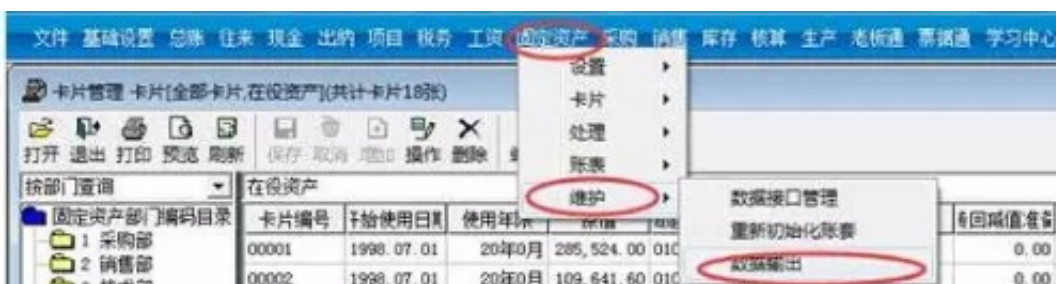 文件 基础设置 总账 往来 现金 出纳 项目 税务 工资 固定资产 采购 销售 库存 核算 生产 老板通 票据通 学习中心
卡片管理 卡片[全部卡片,在役资产](共计卡片18张)
打开 退出 打印 预览 刷新 保存 取消 增加 操作 删除
设置
卡片
处理
账表
维护
数据接口管理
重新初始化账套
数据输出
按部门查询 在役资产
固定资产部门编码目录
1 采购部
2 销售部
卡片编号 开始使用日期 使用年限 原值 回减值准备
00001 1998.07.01 20年0月 285,524.00 010 0.00
00002 1998.07.01 20年0月 109,641.60 010 0.00